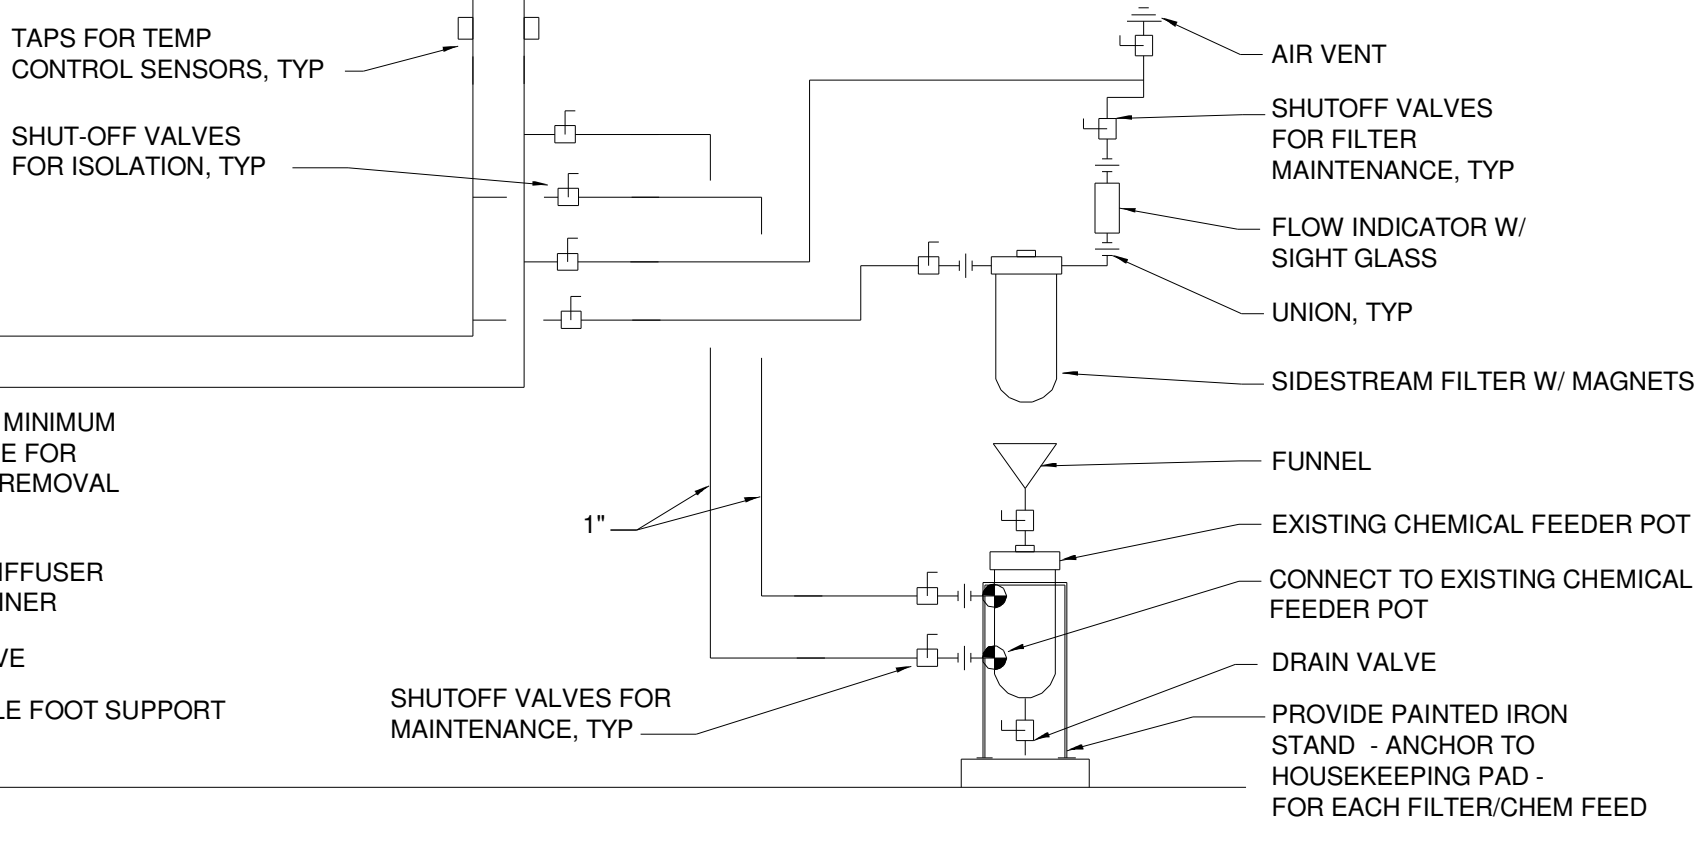 TAPS FOR TEMP
CONTROL SENSORS, TYP
SHUT-OFF VALVES
FOR ISOLATION, TYP
AIR VENT
SHUTOFF VALVES
FOR FILTER
MAINTENANCE, TYP
FLOW INDICATOR W/
SIGHT GLASS
UNION, TYP
SIDESTREAM FILTER W/ MAGNETS
MINIMUM
FOR
REMOVAL
1"
FUNNEL
EXISTING CHEMICAL FEEDER POT
CONNECT TO EXISTING CHEMICAL
FEEDER POT
DRAIN VALVE
FOOT SUPPORT
SHUTOFF VALVES FOR
MAINTENANCE, TYP
PROVIDE PAINTED IRON
STAND - ANCHOR TO
HOUSEKEEPING PAD -
FOR EACH FILTER/CHEM FEED